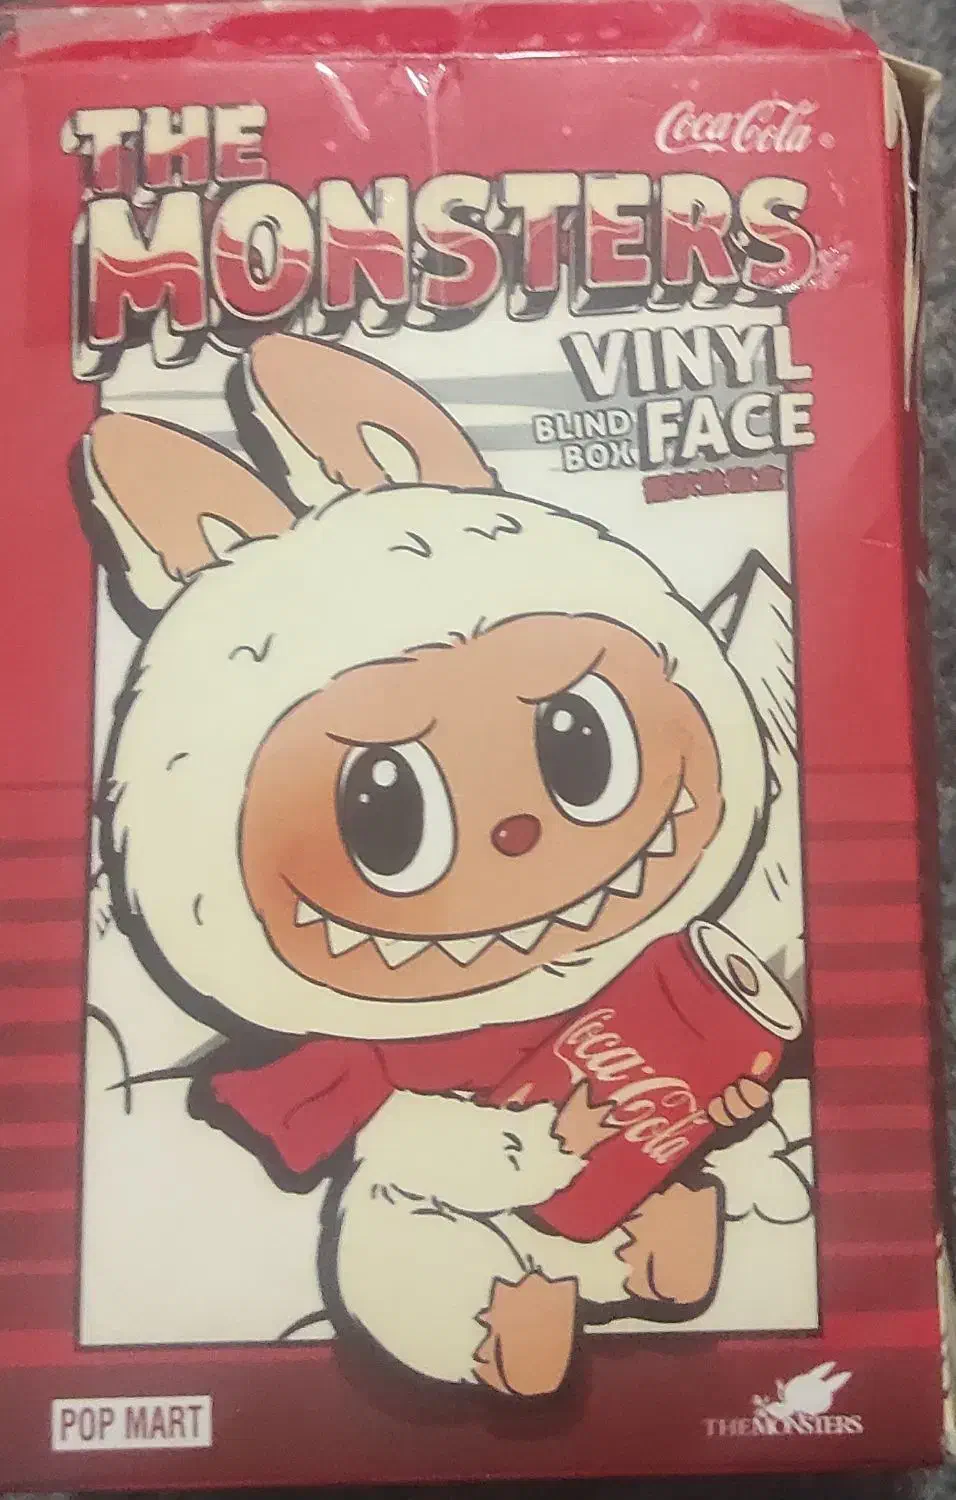 THE
Coca-Cola
MONSTERS
VINYL
BLIND
BOX
FACE
Coca-Cola
POP MART
THE MONSTERS